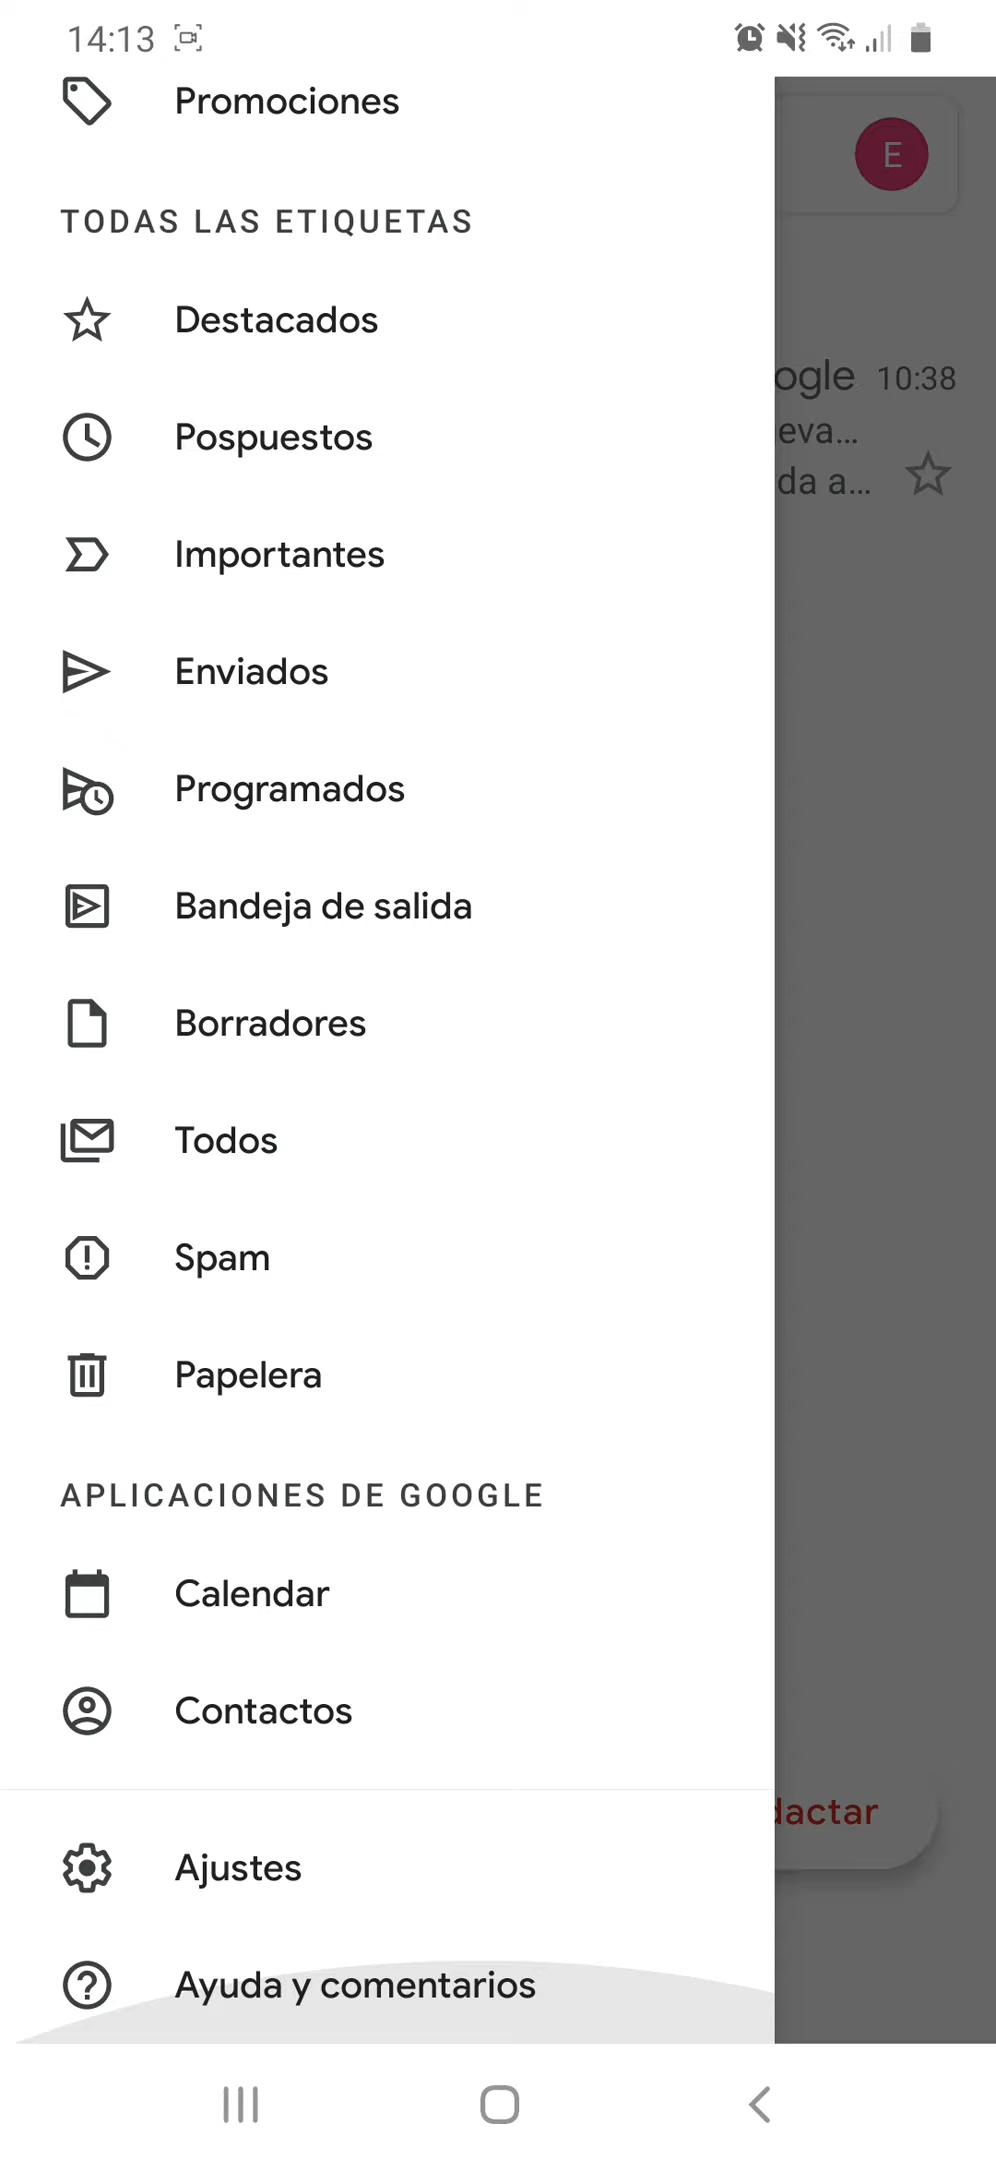 14:13
Promociones
E
TODAS LAS ETIQUETAS
Destacados
ogle 10:38
eva...
Pospuestos
da a...
Importantes
Enviados
Programados
Bandeja de salida
Borradores
Todos
Spam
Papelera
APLICACIONES DE GOOGLE
Calendar
Contactos
dactar
Ajustes
Ayuda y comentarios